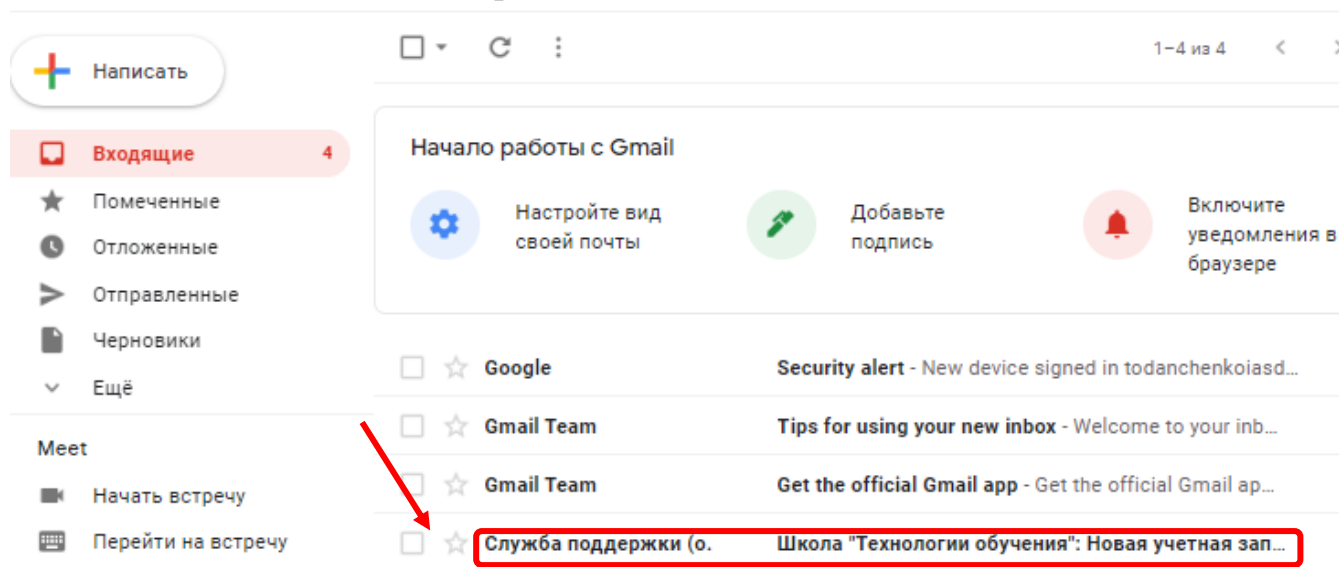 Написать
1–4 из 4
Входящие 4
Помеченные
Отложенные
Отправленные
Черновики
Ещё
Meet
Начать встречу
Перейти на встречу
Начало работы с Gmail
Настройте вид
своей почты
Добавьте
подпись
Включите
уведомления в
браузере
Google Security alert - New device signed in todanchenkoiasd...
Gmail Team Tips for using your new inbox - Welcome to your inb...
Gmail Team Get the official Gmail app - Get the official Gmail ap...
Служба поддержки (о. Школа "Технологии обучения": Новая учетная зап...